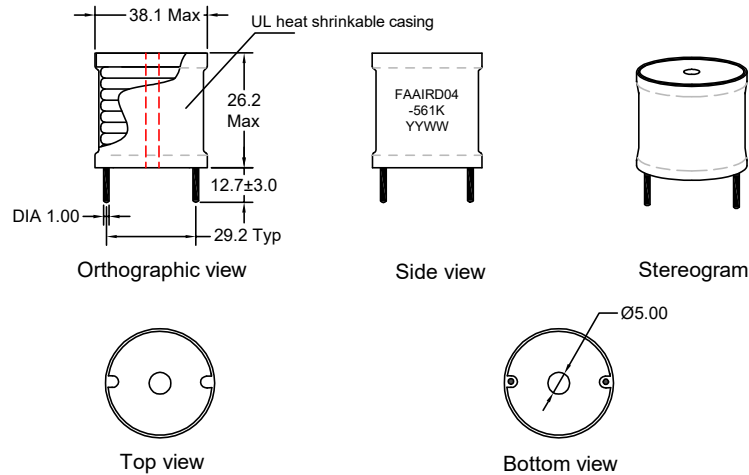 38.1 Max
UL heat shrinkable casing
26.2
Max
12.7±3.0
DIA 1.00
29.2 Typ
Orthographic view
FAAIRD04
-561K
YYWW
Side view
Stereogram
Top view
Ø5.00
Bottom view